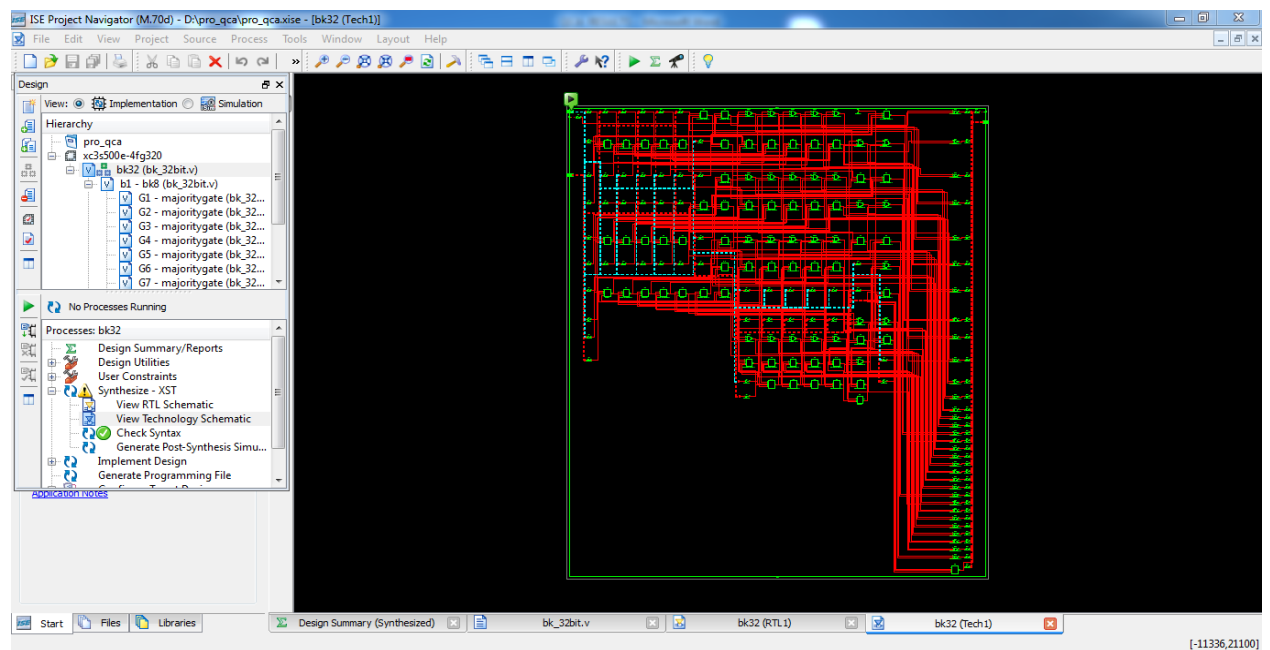 ISE Project Navigator (M.70d) - D:\pro_qca\pro_qca.xise - [bk32 (Tech1)]
File Edit View Project Source Process Tools Window Layout Help
Design
View: Implementation Simulation
Hierarchy
pro_qca
xc3s500e-4fg320
bk32 (bk_32bit.v)
b1 - bk8 (bk_32bit.v)
G1 - majoritygate (bk_32...
G2 - majoritygate (bk_32...
G3 - majoritygate (bk_32...
G4 - majoritygate (bk_32...
G5 - majoritygate (bk_32...
G6 - majoritygate (bk_32...
G7 - majoritygate (bk_32...
No Processes Running
Processes: bk32
Design Summary/Reports
Design Utilities
User Constraints
Synthesize - XST
View RTL Schematic
View Technology Schematic
Check Syntax
Generate Post-Synthesis Simu...
Implement Design
Generate Programming File
Application Notes
Start Files Libraries
Design Summary (Synthesized) bk_32bit.v bk32 (RTL1) bk32 (Tech1)
[-11336,21100]